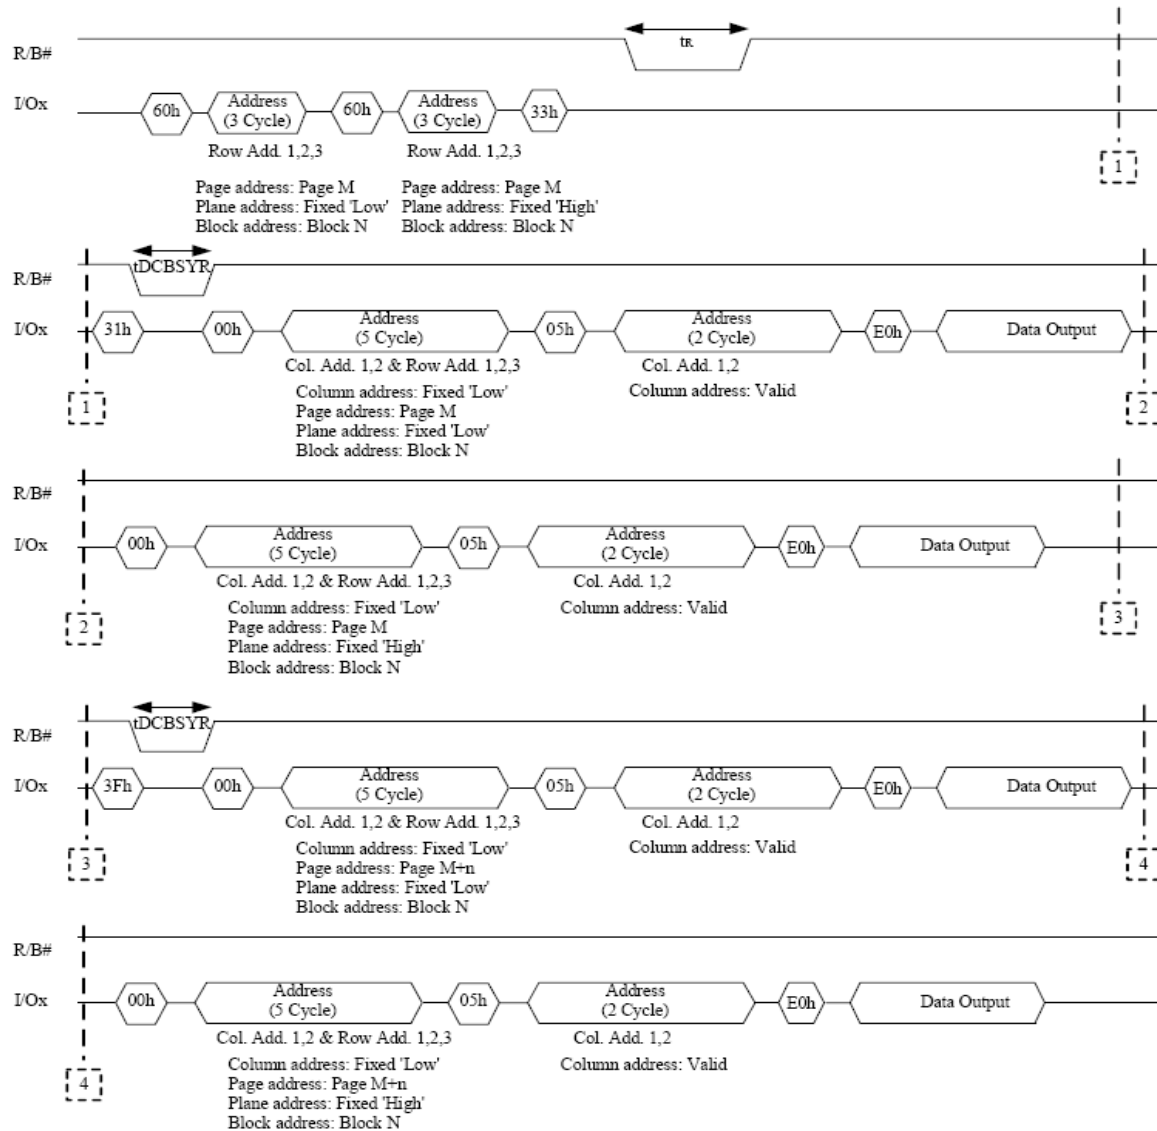 R/B#
tR
I/Ox
60h
Address
(3 Cycle)
60h
Address
(3 Cycle)
33h
Row Add. 1,2,3
Row Add. 1,2,3
1
Page address: Page M
Plane address: Fixed 'Low'
Block address: Block N
Page address: Page M
Plane address: Fixed 'High'
Block address: Block N
R/B#
tDCBSYR
I/Ox
31h
00h
Address
(5 Cycle)
05h
Address
(2 Cycle)
E0h
Data Output
Col. Add. 1,2 & Row Add. 1,2,3
Col. Add. 1,2
Column address: Fixed 'Low'
Page address: Page M
Plane address: Fixed 'Low'
Block address: Block N
Column address: Valid
1
2
R/B#
I/Ox
00h
Address
(5 Cycle)
05h
Address
(2 Cycle)
E0h
Data Output
Col. Add. 1,2 & Row Add. 1,2,3
Col. Add. 1,2
Column address: Fixed 'Low'
Page address: Page M
Plane address: Fixed 'High'
Block address: Block N
Column address: Valid
2
3
R/B#
tDCBSYR
I/Ox
3Fh
00h
Address
(5 Cycle)
05h
Address
(2 Cycle)
E0h
Data Output
Col. Add. 1,2 & Row Add. 1,2,3
Col. Add. 1,2
Column address: Fixed 'Low'
Page address: Page M+n
Plane address: Fixed 'Low'
Block address: Block N
Column address: Valid
3
4
R/B#
I/Ox
00h
Address
(5 Cycle)
05h
Address
(2 Cycle)
E0h
Data Output
Col. Add. 1,2 & Row Add. 1,2,3
Col. Add. 1,2
Column address: Fixed 'Low'
Page address: Page M+n
Plane address: Fixed 'High'
Block address: Block N
Column address: Valid
4